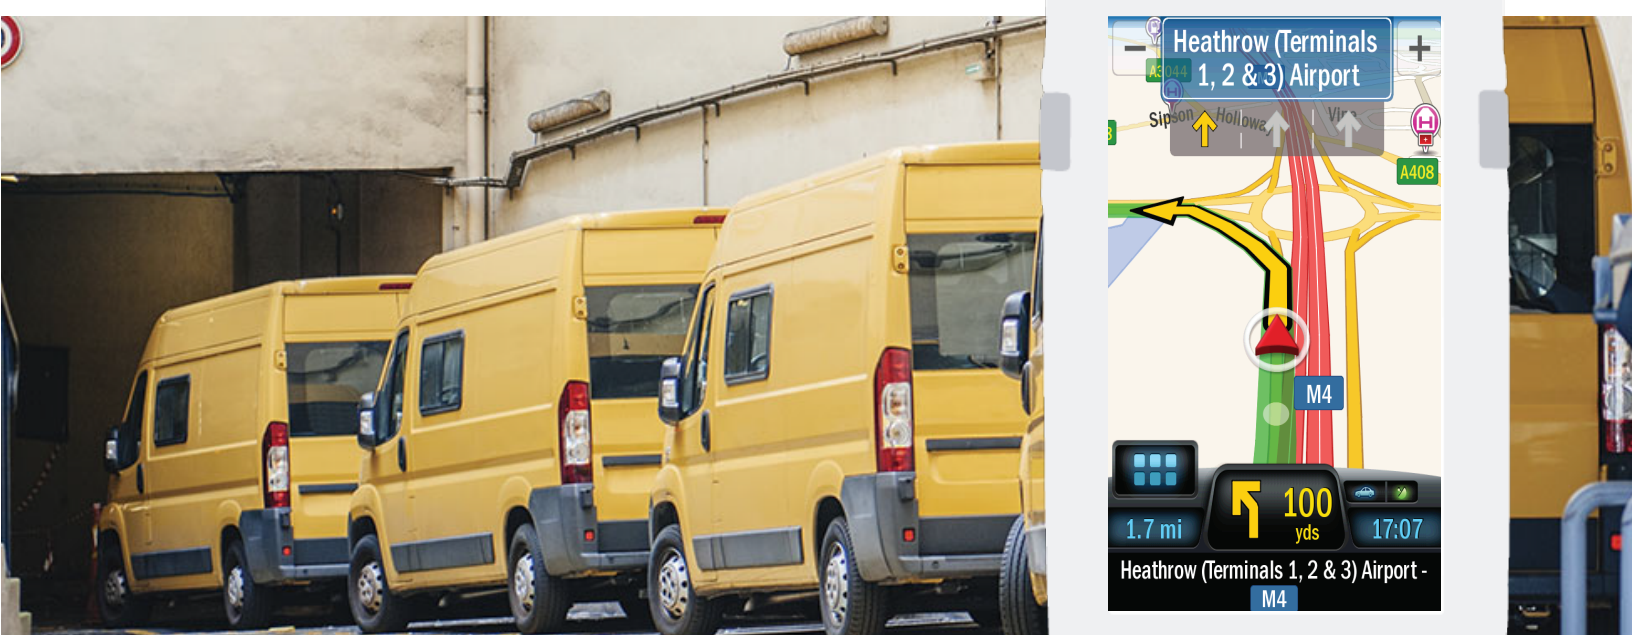 Heathrow (Terminals
1, 2 & 3) Airport
A3044
Sipson
Holloway
A408
M4
100
yds
1.7 mi
17:07
Heathrow (Terminals 1, 2 & 3) Airport -
M4